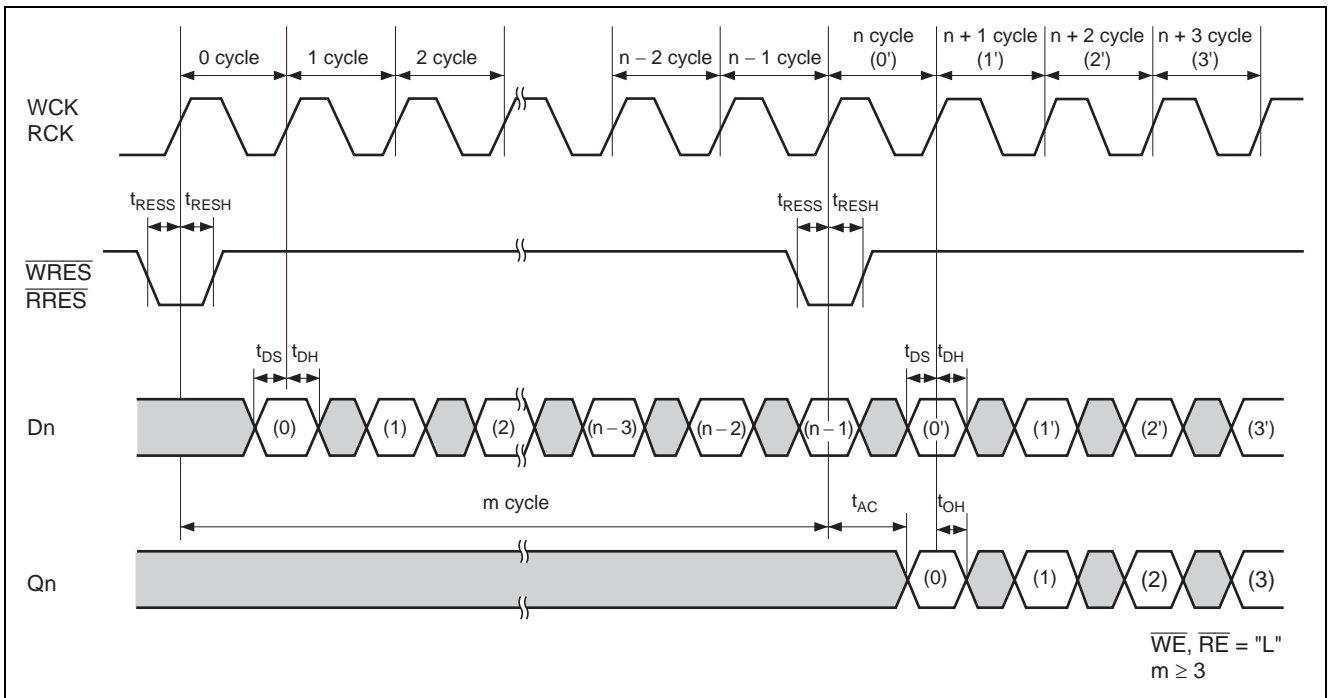 0 cycle 1 cycle 2 cycle n – 2 cycle n – 1 cycle n cycle (0') n + 1 cycle (1') n + 2 cycle (2') n + 3 cycle (3')
WCK
RCK
tRESS tRESH tRESS tRESH
WRES
RRES
tDS tDH tDS tDH
Dn (0) (1) (2) (n – 3) (n – 2) (n – 1) (0') (1') (2') (3')
m cycle tAC tOH
Qn (0) (1) (2) (3)
WE, RE = "L"
m ≥ 3